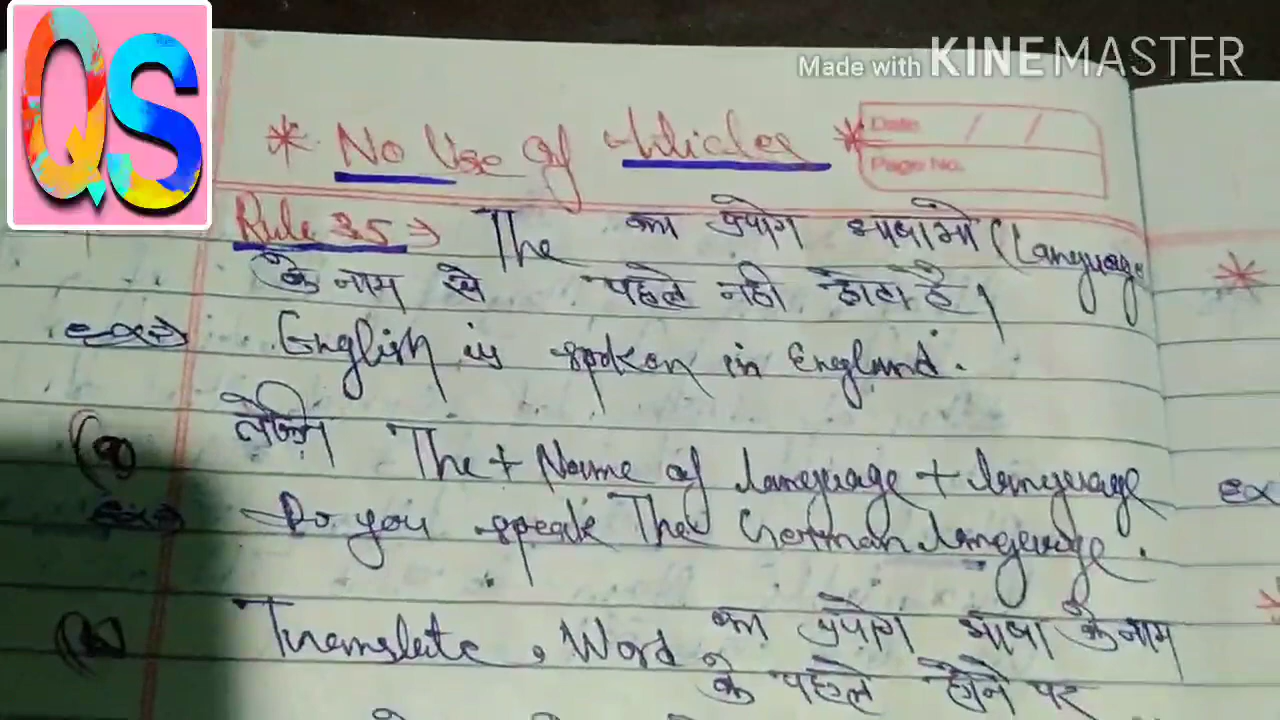 QS
Made with KINEMASTER
* No Use of Articles *
Date / /
Page No.
Rule 35 → The का प्रयोग भाषाओ (Language
के नाम से पहले नही होता है।
ex → English is spoken in England.
लेकिन The + Name of language + language
ex → Do you speak The German language.
Translate, Word का प्रयोग भाषा के नाम
के पहले होने पर
ex